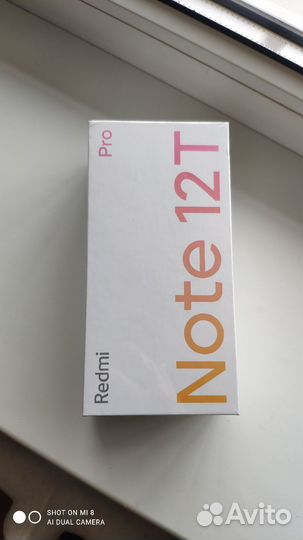 Redmi
Note 12T
Pro
SHOT ON MI 8
AI DUAL CAMERA
Avito